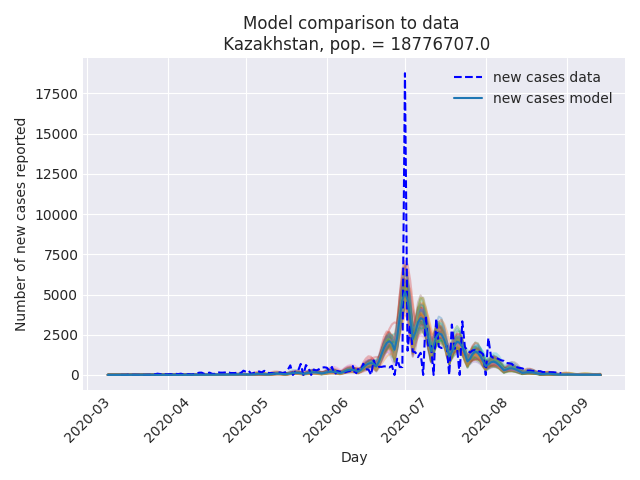 Model comparison to data
Kazakhstan, pop. = 18776707.0
new cases data
new cases model
Number of new cases reported
17500
15000
12500
10000
7500
5000
2500
0
2020-03
2020-04
2020-05
2020-06
2020-07
2020-08
2020-09
Day